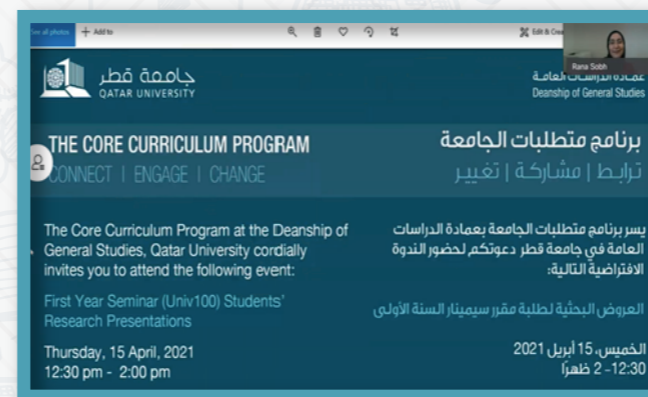 See all photos
Add to
Edit & Crea
Rana Sobh
جامعة قطر
QATAR UNIVERSITY
عمادة الدراسات العامة
Deanship of General Studies
THE CORE CURRICULUM PROGRAM
CONNECT | ENGAGE | CHANGE
برنامج متطلبات الجامعة
ترابط | مشاركة | تغيير
The Core Curriculum Program at the Deanship of
General Studies, Qatar University cordially
invites you to attend the following event:
First Year Seminar (Univ100) Students'
Research Presentations
Thursday, 15 April, 2021
12:30 pm - 2:00 pm
يسر برنامج متطلبات الجامعة بعمادة الدراسات
العامة في جامعة قطر دعوتكم لحضور الندوة
الافتراضية التالية:
العروض البحثية لطلبة مقرر سيمينار السنة الأولى
الخميس، 15 أبريل 2021
12:30- 2 ظهرًا